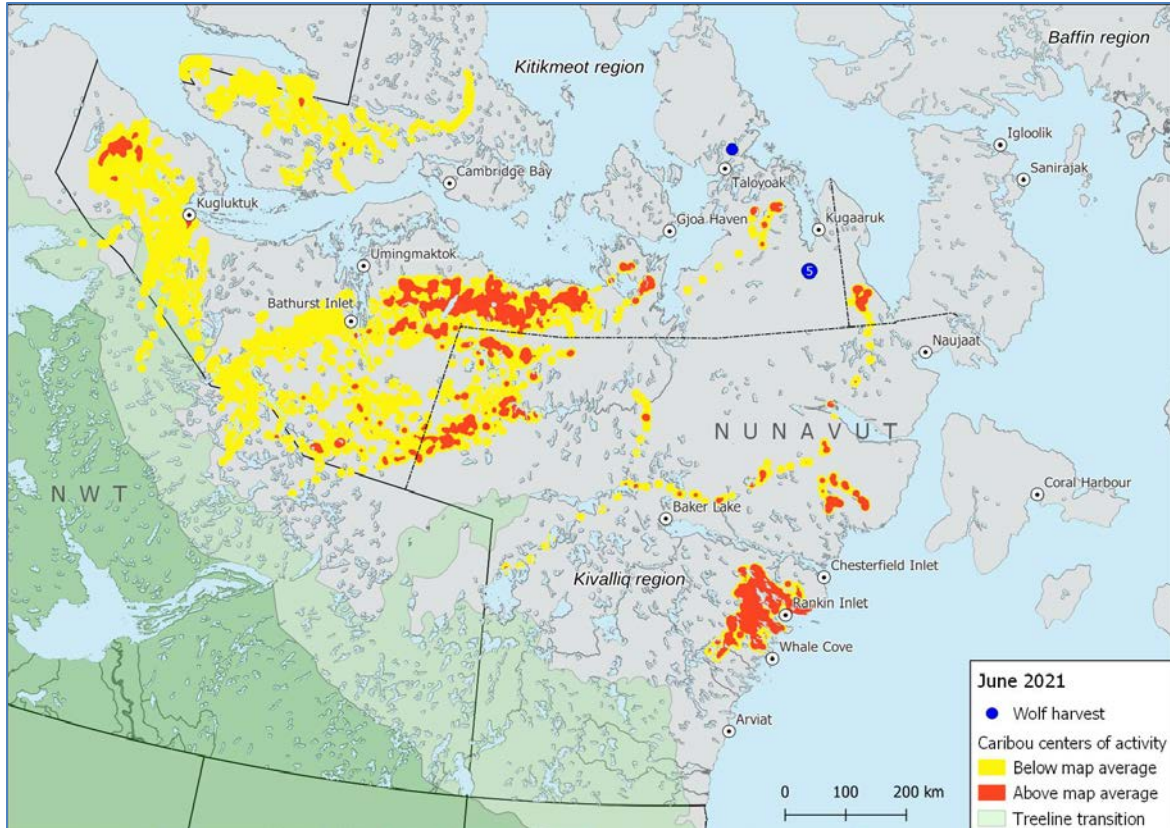 Baffin region
Kitikmeot region
Igloolik
Sanirajak
Taloyoak
Cambridge Bay
Kugluktuk
Gjoa Haven
Kugaaruk
Umingmaktok
5
Bathurst Inlet
Naujaat
NUNAVUT
NWT
Coral Harbour
Baker Lake
Chesterfield Inlet
Kivalliq region
Rankin Inlet
Whale Cove
Arviat
June 2021
Wolf harvest
Caribou centers of activity
Below map average
Above map average
Treeline transition
0 100 200 km